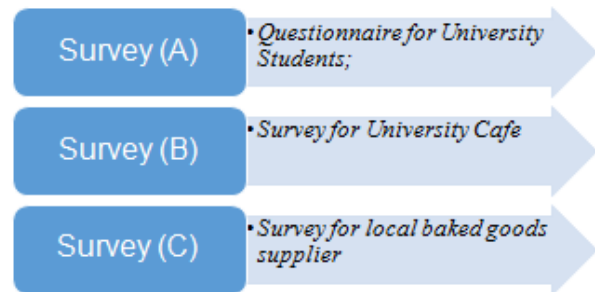 Survey (A)
• Questionnaire for University
Students;
Survey (B)
• Survey for University Cafe
Survey (C)
• Survey for local baked goods
supplier